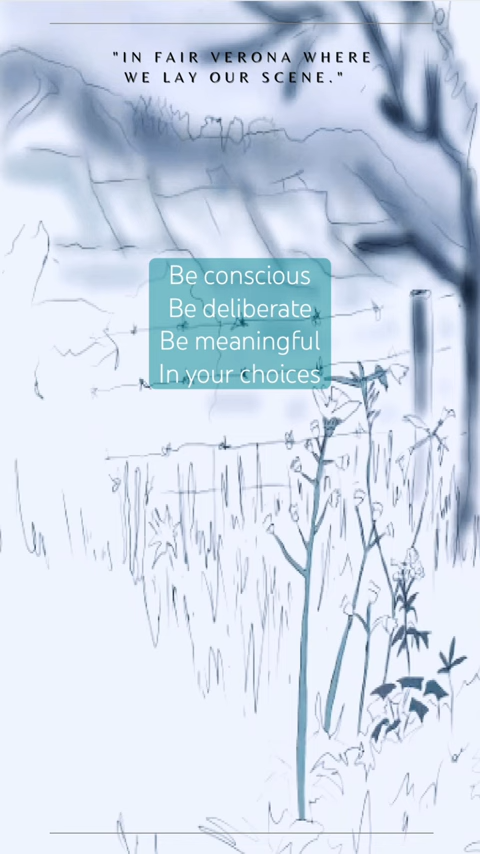 "IN FAIR VERONA WHERE
WE LAY OUR SCENE."
Be conscious
Be deliberate
Be meaningful
In your choices